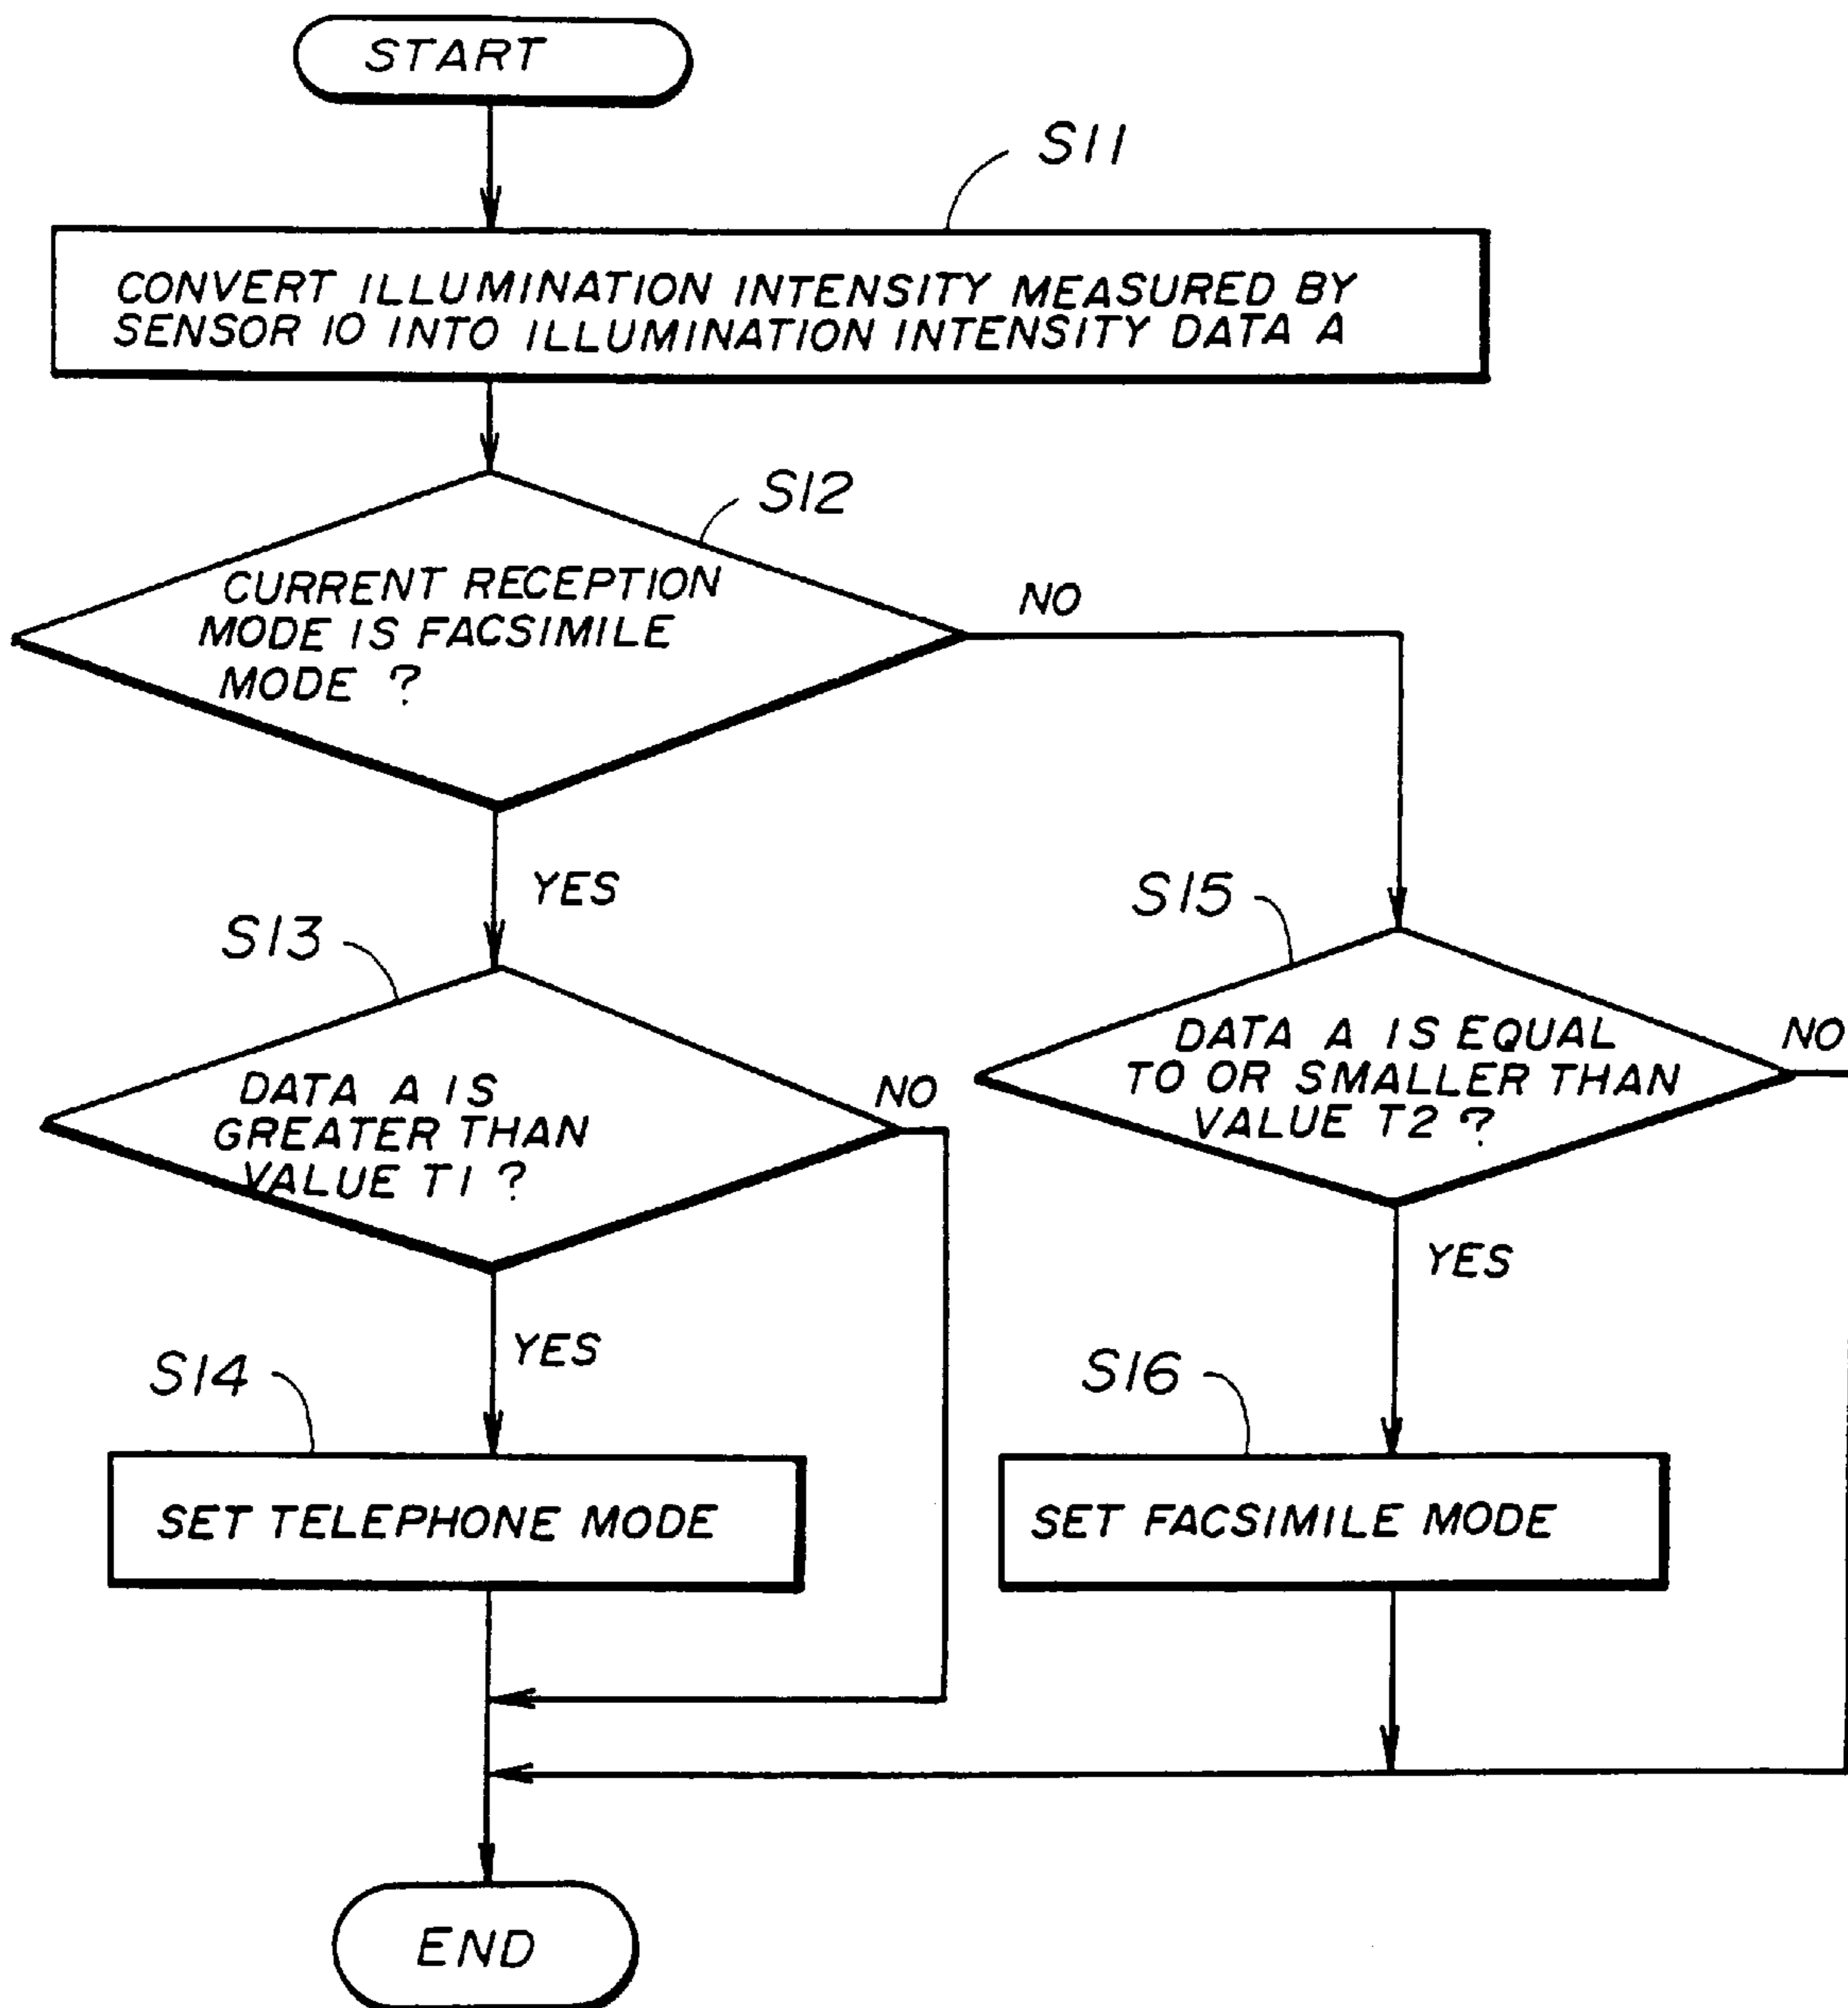 START
S11
CONVERT ILLUMINATION INTENSITY MEASURED BY
SENSOR 10 INTO ILLUMINATION INTENSITY DATA A
S12
CURRENT RECEPTION
MODE IS FACSIMILE
MODE ?
NO
YES
S13
DATA A IS
GREATER THAN
VALUE T1 ?
NO
YES
S14
SET TELEPHONE MODE
S15
DATA A IS EQUAL
TO OR SMALLER THAN
VALUE T2 ?
NO
YES
S16
SET FACSIMILE MODE
END